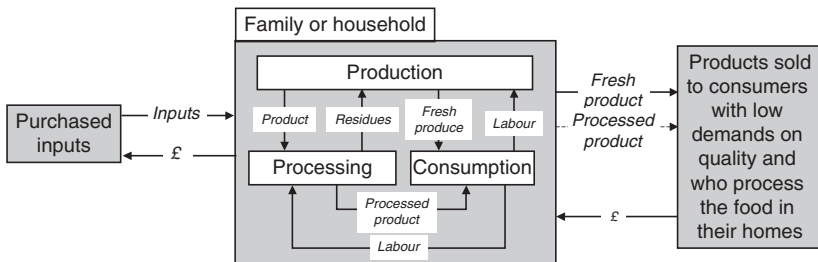 Family or household
Production
Purchased
inputs
Inputs
£
Product
Residues
Fresh
produce
Labour
Processing
Consumption
Processed
product
Labour
Fresh
product
Processed
product
£
Products sold
to consumers
with low
demands on
quality and
who process
the food in
their homes